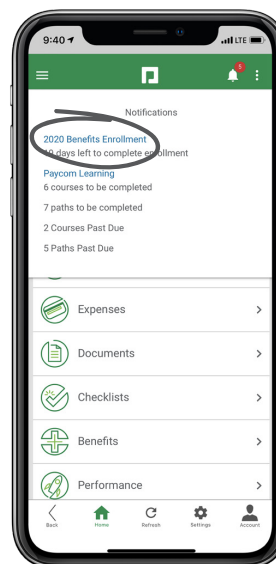 9:40
LTE
5
Notifications
2020 Benefits Enrollment
days left to complete enrollment
Paycom Learning
6 courses to be completed
7 paths to be completed
2 Courses Past Due
5 Paths Past Due
Expenses
Documents
Checklists
Benefits
Performance
Back
Home
Refresh
Settings
Account